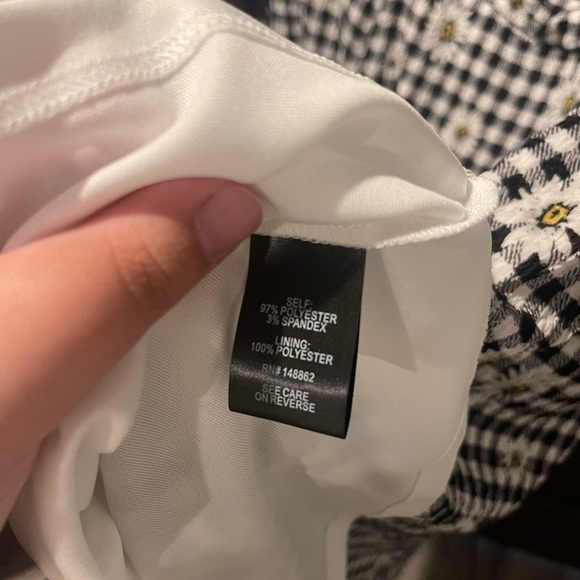 SELF:
97% POLYESTER
3% SPANDEX
LINING:
100% POLYESTER
RN# 148862
SEE CARE
ON REVERSE